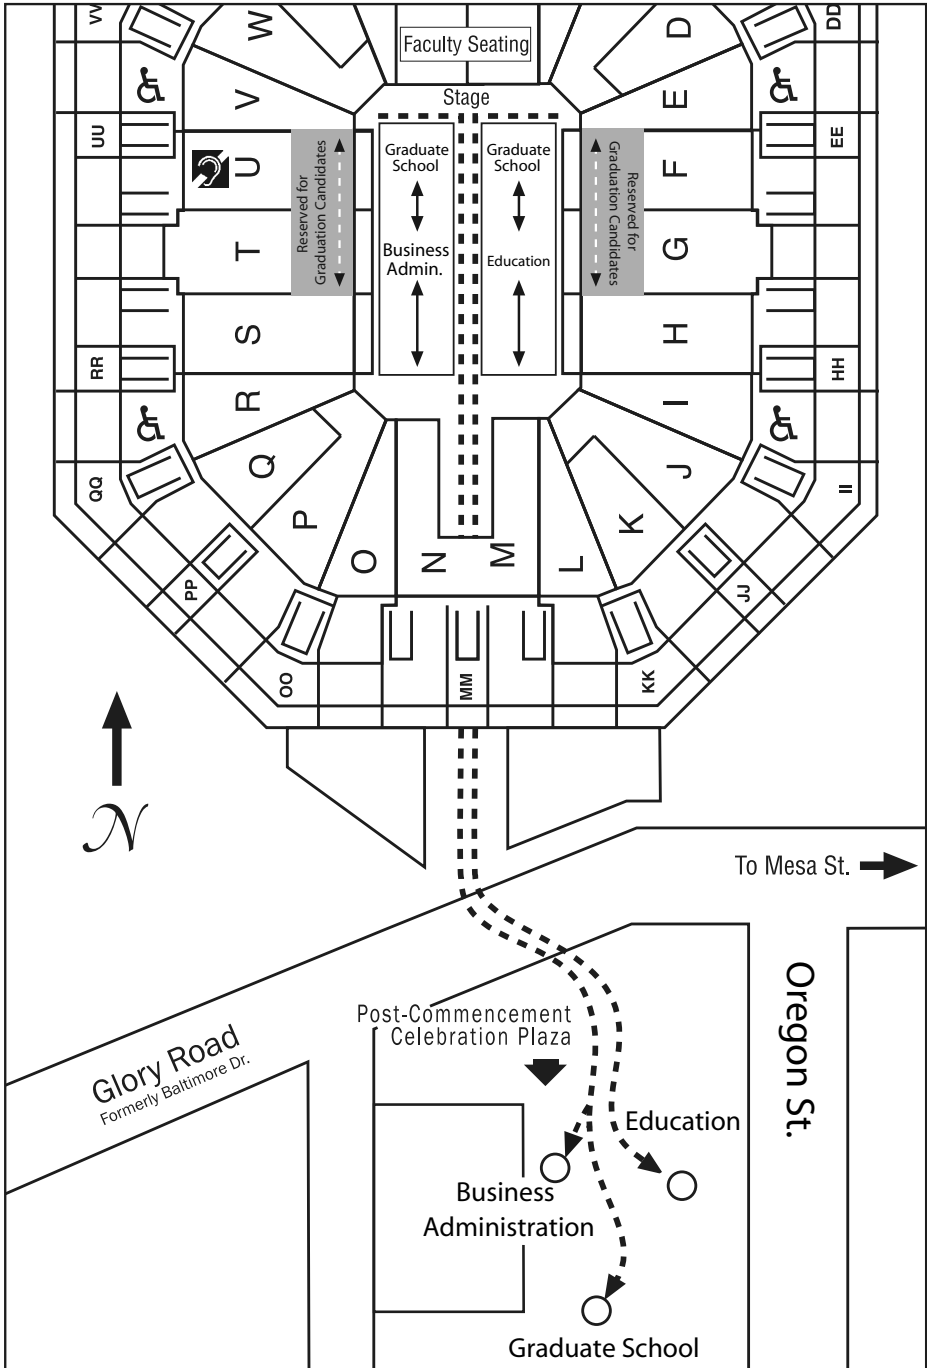 VV
W
Faculty Seating
D
DD
V
Stage
E
UU
U
Reserved for
Graduation Candidates
Graduate
School
Graduate
School
Reserved for
Graduation Candidates
F
EE
T
Business
Admin.
Education
G
S
H
RR
HH
R
I
Q
J
QQ
II
P
K
O
N
M
L
PP
JJ
OO
MM
KK
N
To Mesa St.
Oregon St.
Post-Commencement
Celebration Plaza
Glory Road
Formerly Baltimore Dr.
Education
Business
Administration
Graduate School